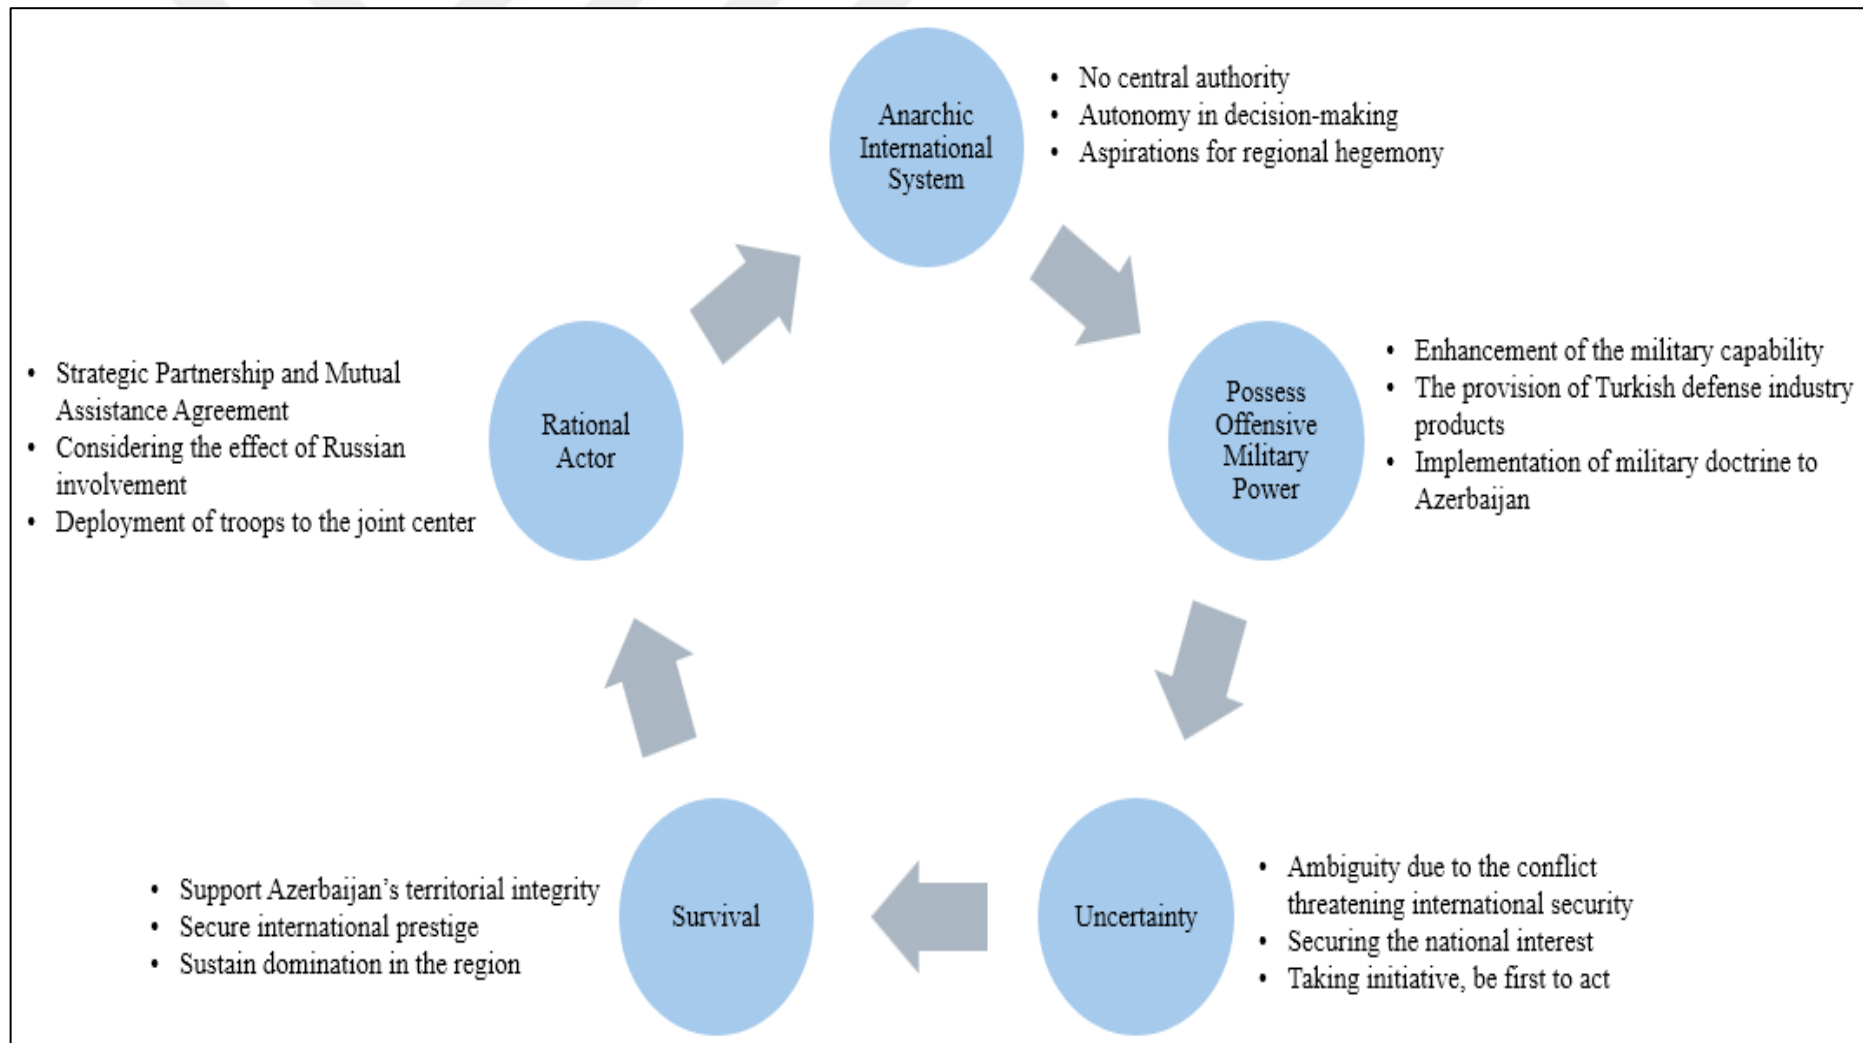 Anarchic
International
System
• No central authority
• Autonomy in decision-making
• Aspirations for regional hegemony
Possess
Offensive
Military
Power
• Enhancement of the military capability
• The provision of Turkish defense industry
products
• Implementation of military doctrine to
Azerbaijan
Uncertainty
• Ambiguity due to the conflict
threatening international security
• Securing the national interest
• Taking initiative, be first to act
Survival
• Support Azerbaijan’s territorial integrity
• Secure international prestige
• Sustain domination in the region
Rational
Actor
• Strategic Partnership and Mutual
Assistance Agreement
• Considering the effect of Russian
involvement
• Deployment of troops to the joint center